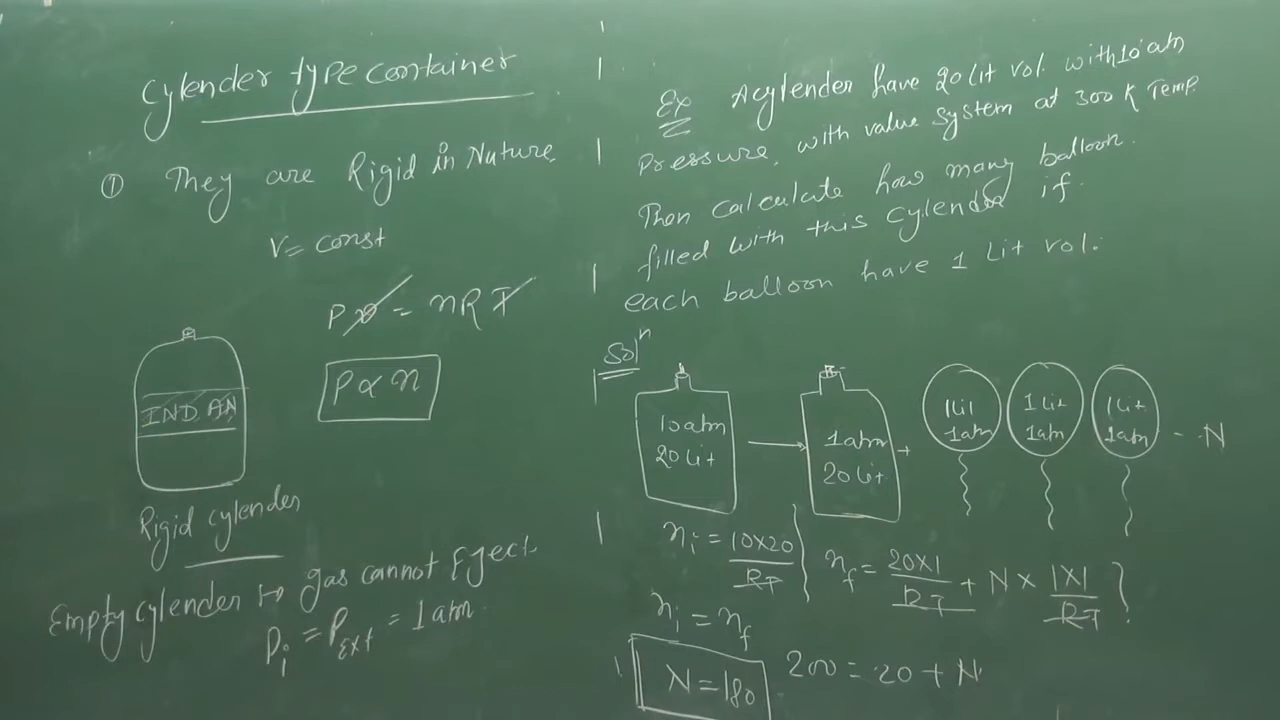 Cylender type container
① They are Rigid in Nature
V = const
PV = nRT
P ∝ n
INDIAN
Rigid cylender
Empty cylender → gas cannot Eject
Pi = PExt = 1 atm
Ex A cylender have 20 Lit vol. with 10 atm
Pressure, with value system at 300 K Temp.
Then calculate how many balloon
filled with this cylender if
each balloon have 1 Lit vol.
Solⁿ
10 atm
20 Lit
→
1 atm
20 Lit
+
1 Lit
1 atm
1 Lit
1 atm
1 Lit
1 atm
- - N
ni = 10×20/RT
nf = 20×1/RT + N × 1×1/RT
ni = nf
200 = 20 + N
N = 180